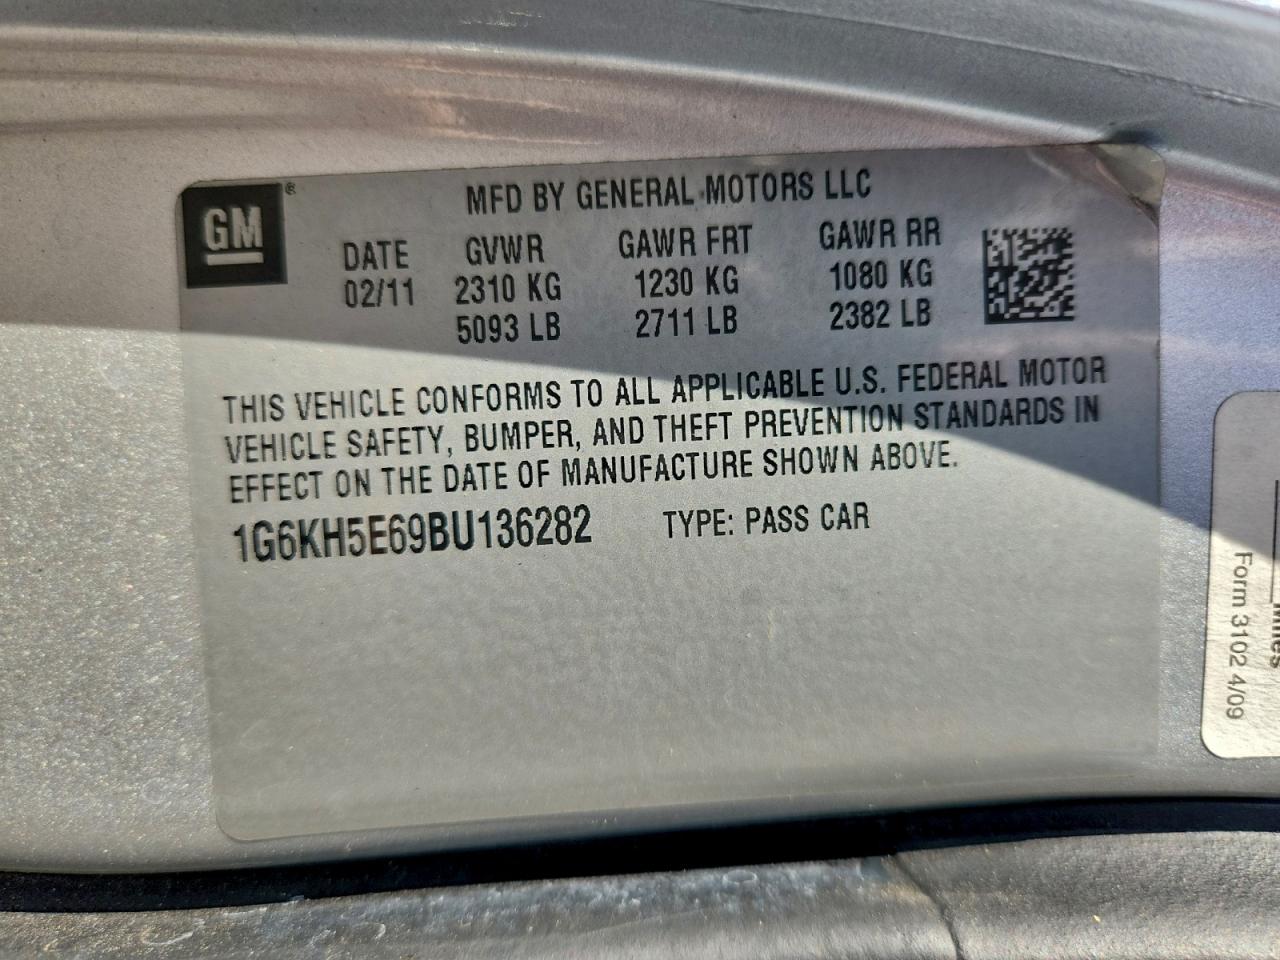 GM®
MFD BY GENERAL MOTORS LLC
DATE GVWR GAWR FRT GAWR RR
02/11 2310 KG 1230 KG 1080 KG
5093 LB 2711 LB 2382 LB
THIS VEHICLE CONFORMS TO ALL APPLICABLE U.S. FEDERAL MOTOR
VEHICLE SAFETY, BUMPER, AND THEFT PREVENTION STANDARDS IN
EFFECT ON THE DATE OF MANUFACTURE SHOWN ABOVE.
1G6KH5E69BU136282 TYPE: PASS CAR
Miles
Form 3102 4/09